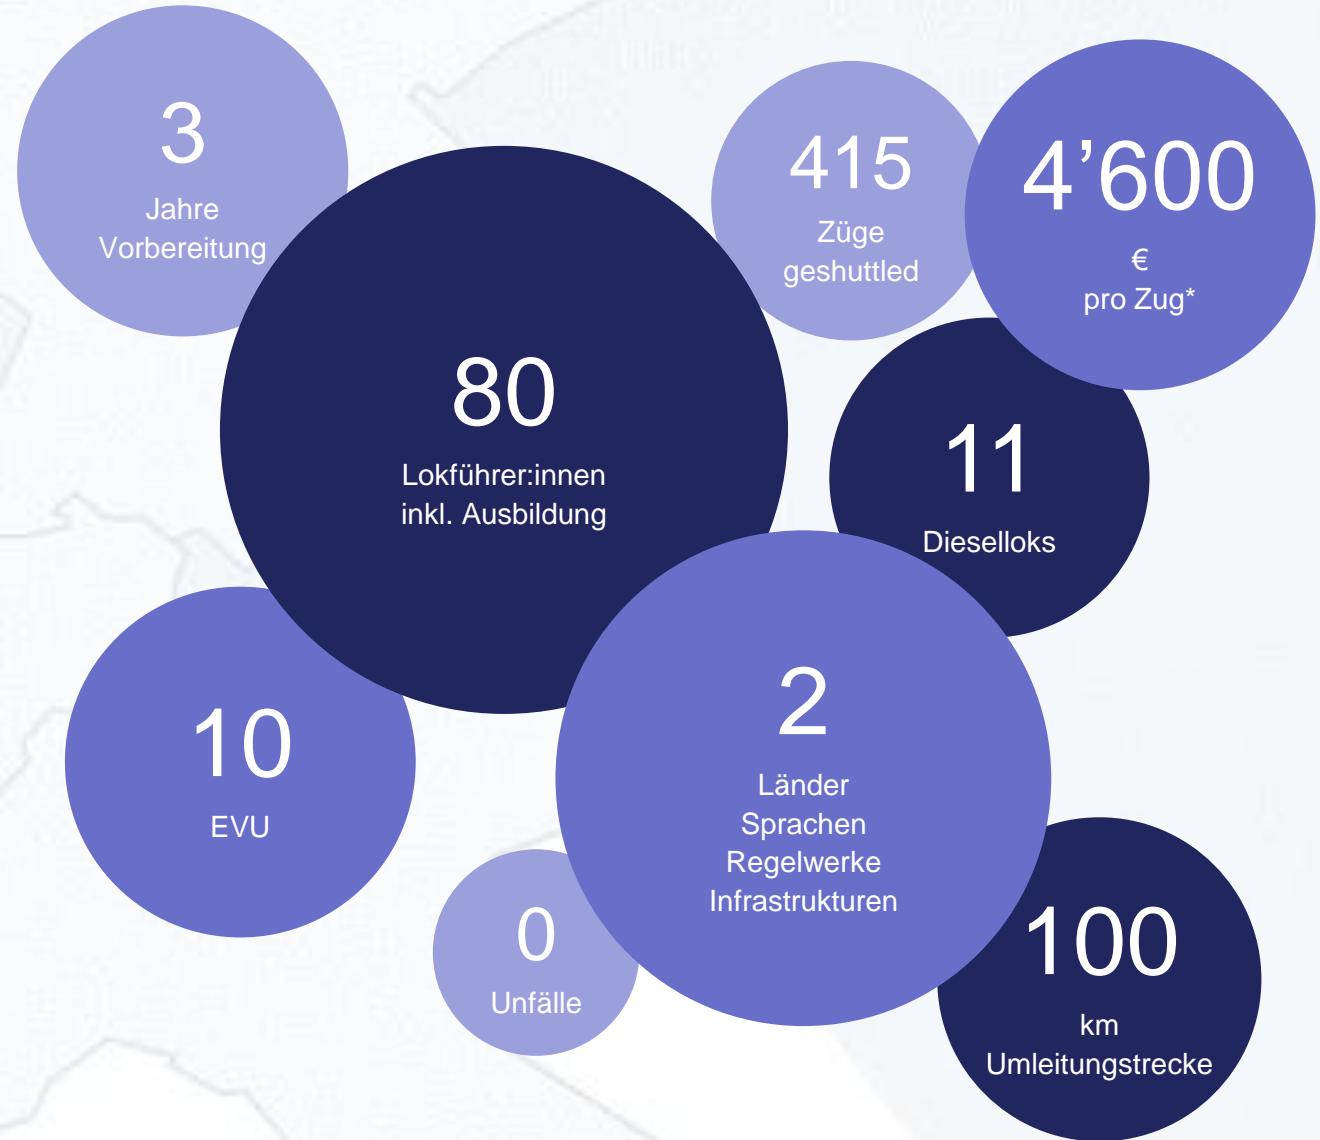 3
Jahre
Vorbereitung
415
Züge
geshuttled
4’600
€
pro Zug*
80
Lokführer:innen
inkl. Ausbildung
11
Diesselloks
10
EVU
2
Länder
Sprachen
Regelwerke
Infrastrukturen
0
Unfälle
100
km
Umleitungstrecke